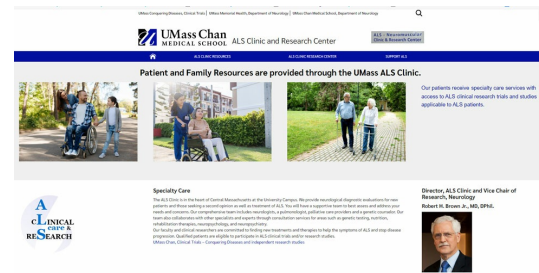 UMass Conquering Diseases, Clinical Trials | UMass Memorial Health, Department of Neurology | UMass Chan Medical School, Department of Neurology
UMass Chan
MEDICAL SCHOOL
ALS Clinic and Research Center
ALS - Neuromuscular
Clinic & Research Center
ALS CLINIC RESOURCES
ALS CLINIC RESEARCH CENTER
SUPPORT ALS
Patient and Family Resources are provided through the UMass ALS Clinic.
Our patients receive specialty care services with
access to ALS clinical research trials and studies
applicable to ALS patients.
A
CLINICAL
care &
RESEARCH
Specialty Care
The ALS Clinic is in the heart of Central Massachusetts at the University Campus. We provide neurological diagnostic evaluations for new
patients and those seeking a second opinion as well as treatment of ALS. You will have a supportive team to best assess and address your
needs and concerns. Our comprehensive team includes neurologists, a pulmonologist, palliative care providers and a genetic counselor. Our
team also collaborates with other specialists and experts through consultation services for areas such as genetic testing, nutrition,
rehabilitation therapies, neuropsychology, and neuropsychiatry.
Our faculty and clinical researchers are committed to finding new treatments and therapies to help the symptoms of ALS and stop disease
progression. Qualified patients are eligible to participate in ALS clinical trials and/or research studies.
UMass Chan, Clinical Trials - Conquering Diseases and independent research studies
Director, ALS Clinic and Vice Chair of
Research, Neurology
Robert H. Brown Jr., MD, DPhil.